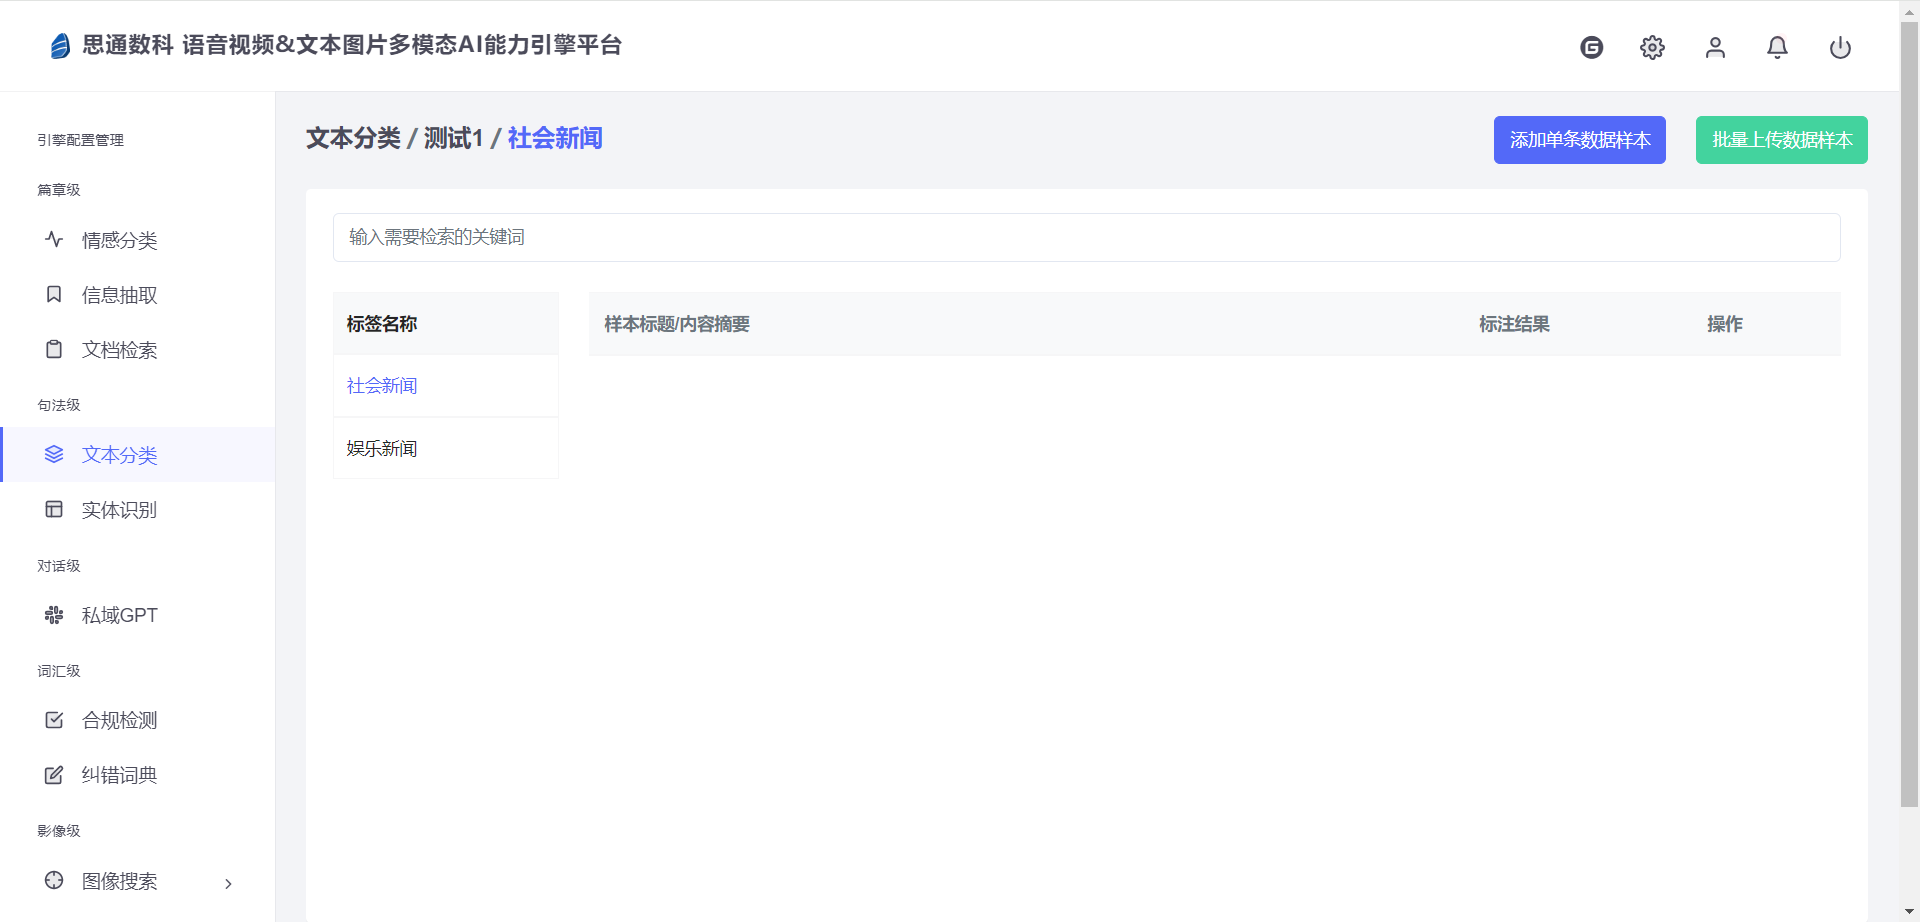 思通数科 语音视频&文本图片多模态AI能力引擎平台
引擎配置管理
篇章级
情感分类
信息抽取
文档检索
句法级
文本分类
实体识别
对话级
私域GPT
词汇级
合规检测
纠错词典
影像级
图像搜索
文本分类 / 测试1 / 社会新闻
添加单条数据样本
批量上传数据样本
输入需要检索的关键词
标签名称
社会新闻
娱乐新闻
样本标题/内容摘要 标注结果 操作